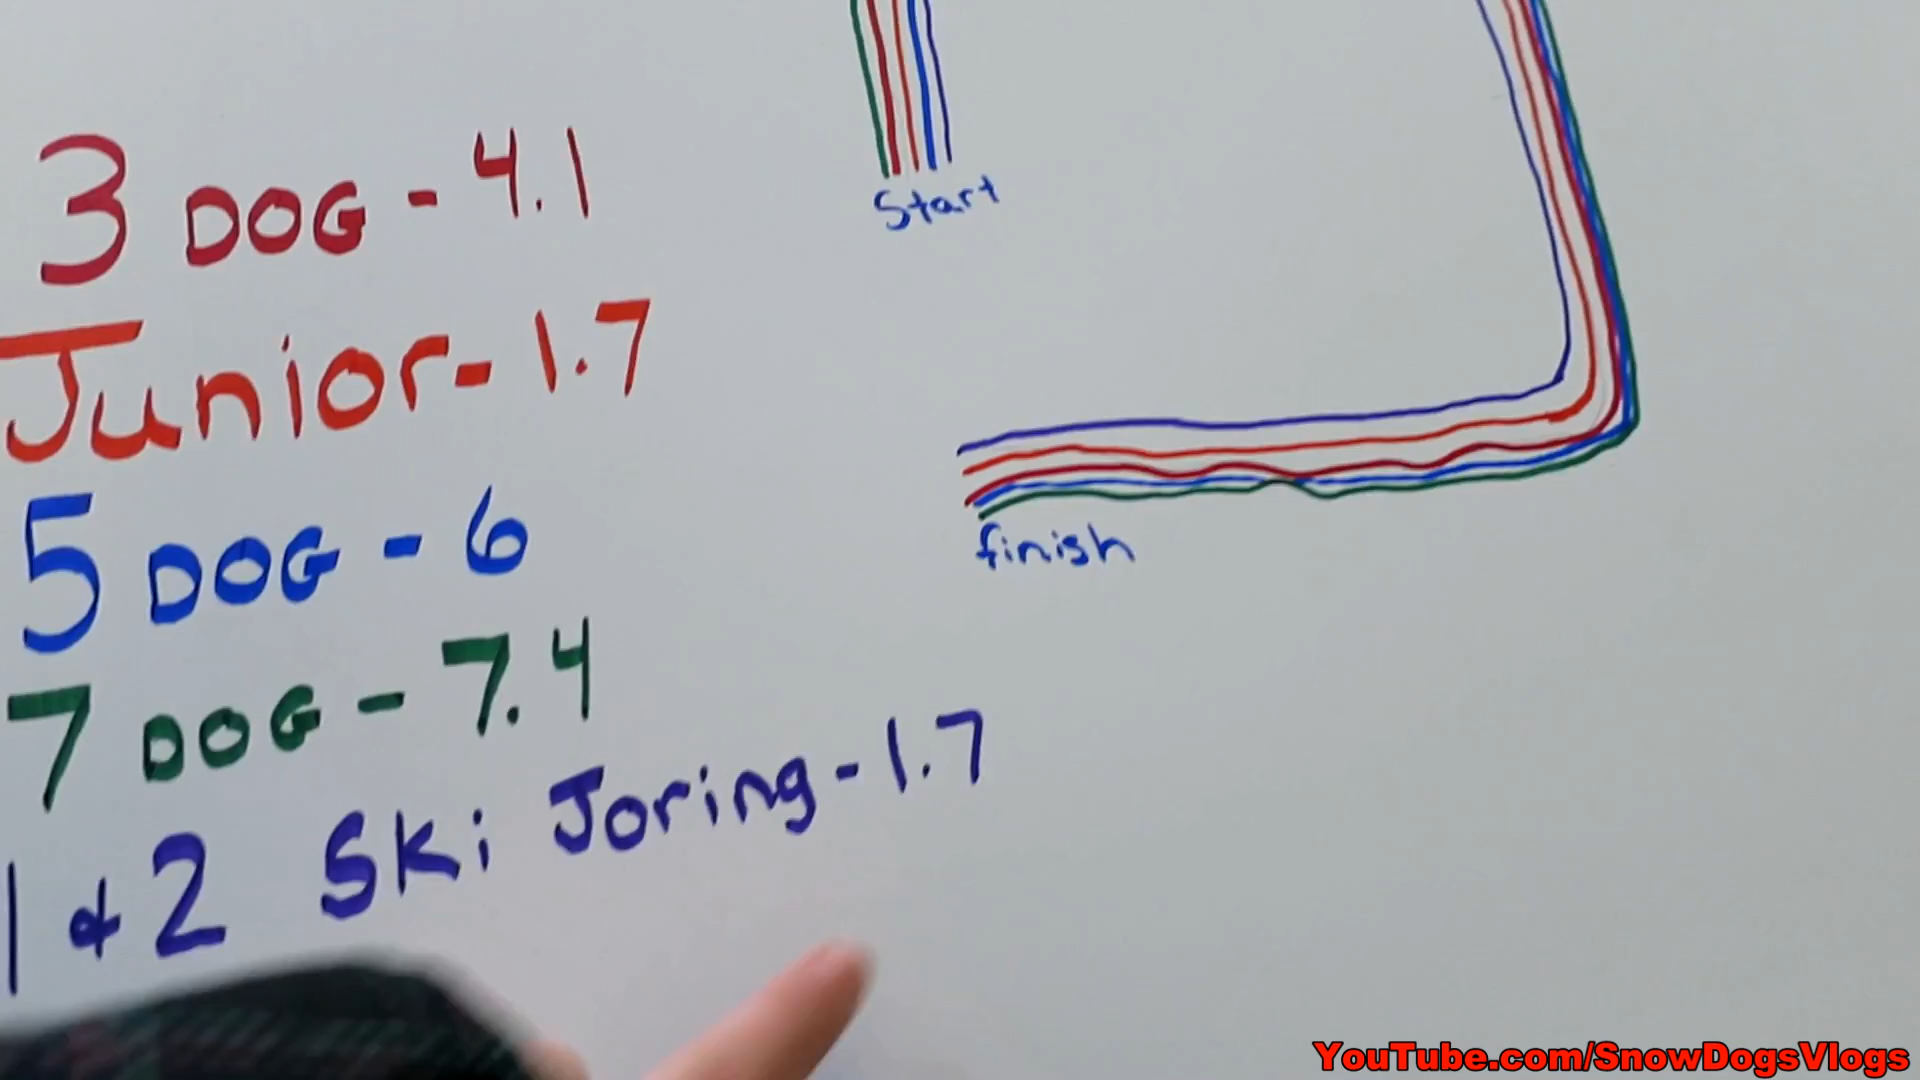 3 DOG - 4.1
Junior - 1.7
5 DOG - 6
7 DOG - 7.4
1 & 2 Ski Joring - 1.7
Start
finish
YouTube.com/SnowDogsVlogs